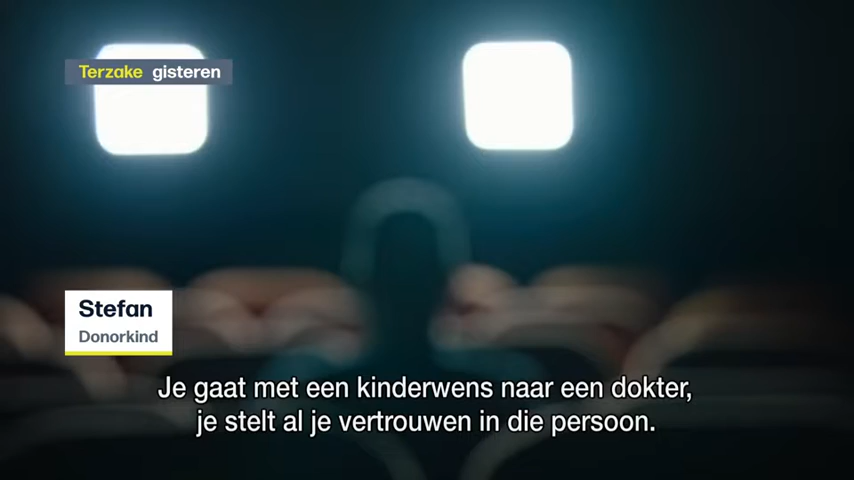 Terzake gisteren
Stefan
Donorkind
Je gaat met een kinderwens naar een dokter,
je stelt al je vertrouwen in die persoon.